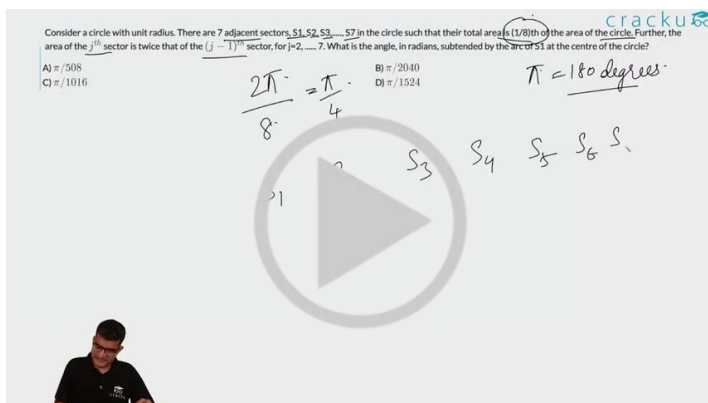 cracku
Consider a circle with unit radius. There are 7 adjacent sectors, S1, S2, S3,....., S7 in the circle such that their total area is (1/8)th of the area of the circle. Further, the
area of the jᵗʰ sector is twice that of the (j − 1)ᵗʰ sector, for j=2, ...... 7. What is the angle, in radians, subtended by the arc of S1 at the centre of the circle?
A) π/508
B) π/2040
C) π/1016
D) π/1524
π = 180 degrees.
2π/8 = π/4
S3 S4 S5 S6 S
1